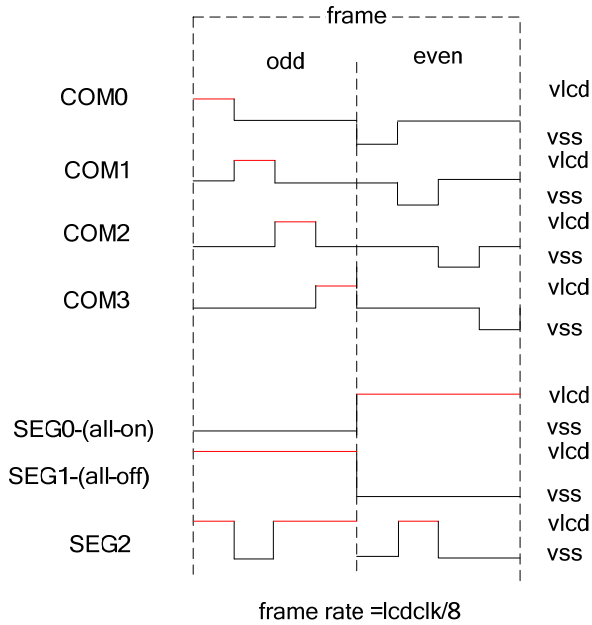 frame
odd
even
COM0
vlcd
vss
COM1
vlcd
vss
COM2
vlcd
vss
COM3
vlcd
vss
SEG0-(all-on)
vlcd
vss
SEG1-(all-off)
vlcd
vss
SEG2
vlcd
vss
frame rate =lcdclk/8